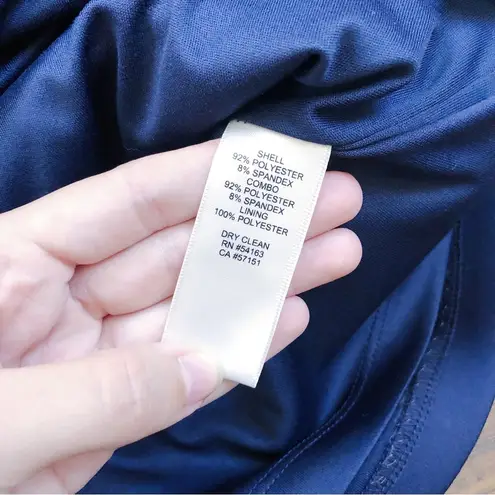 SHELL
92% POLYESTER
8% SPANDEX
COMBO
92% POLYESTER
8% SPANDEX
LINING
100% POLYESTER
DRY CLEAN
RN #54163
CA #57151